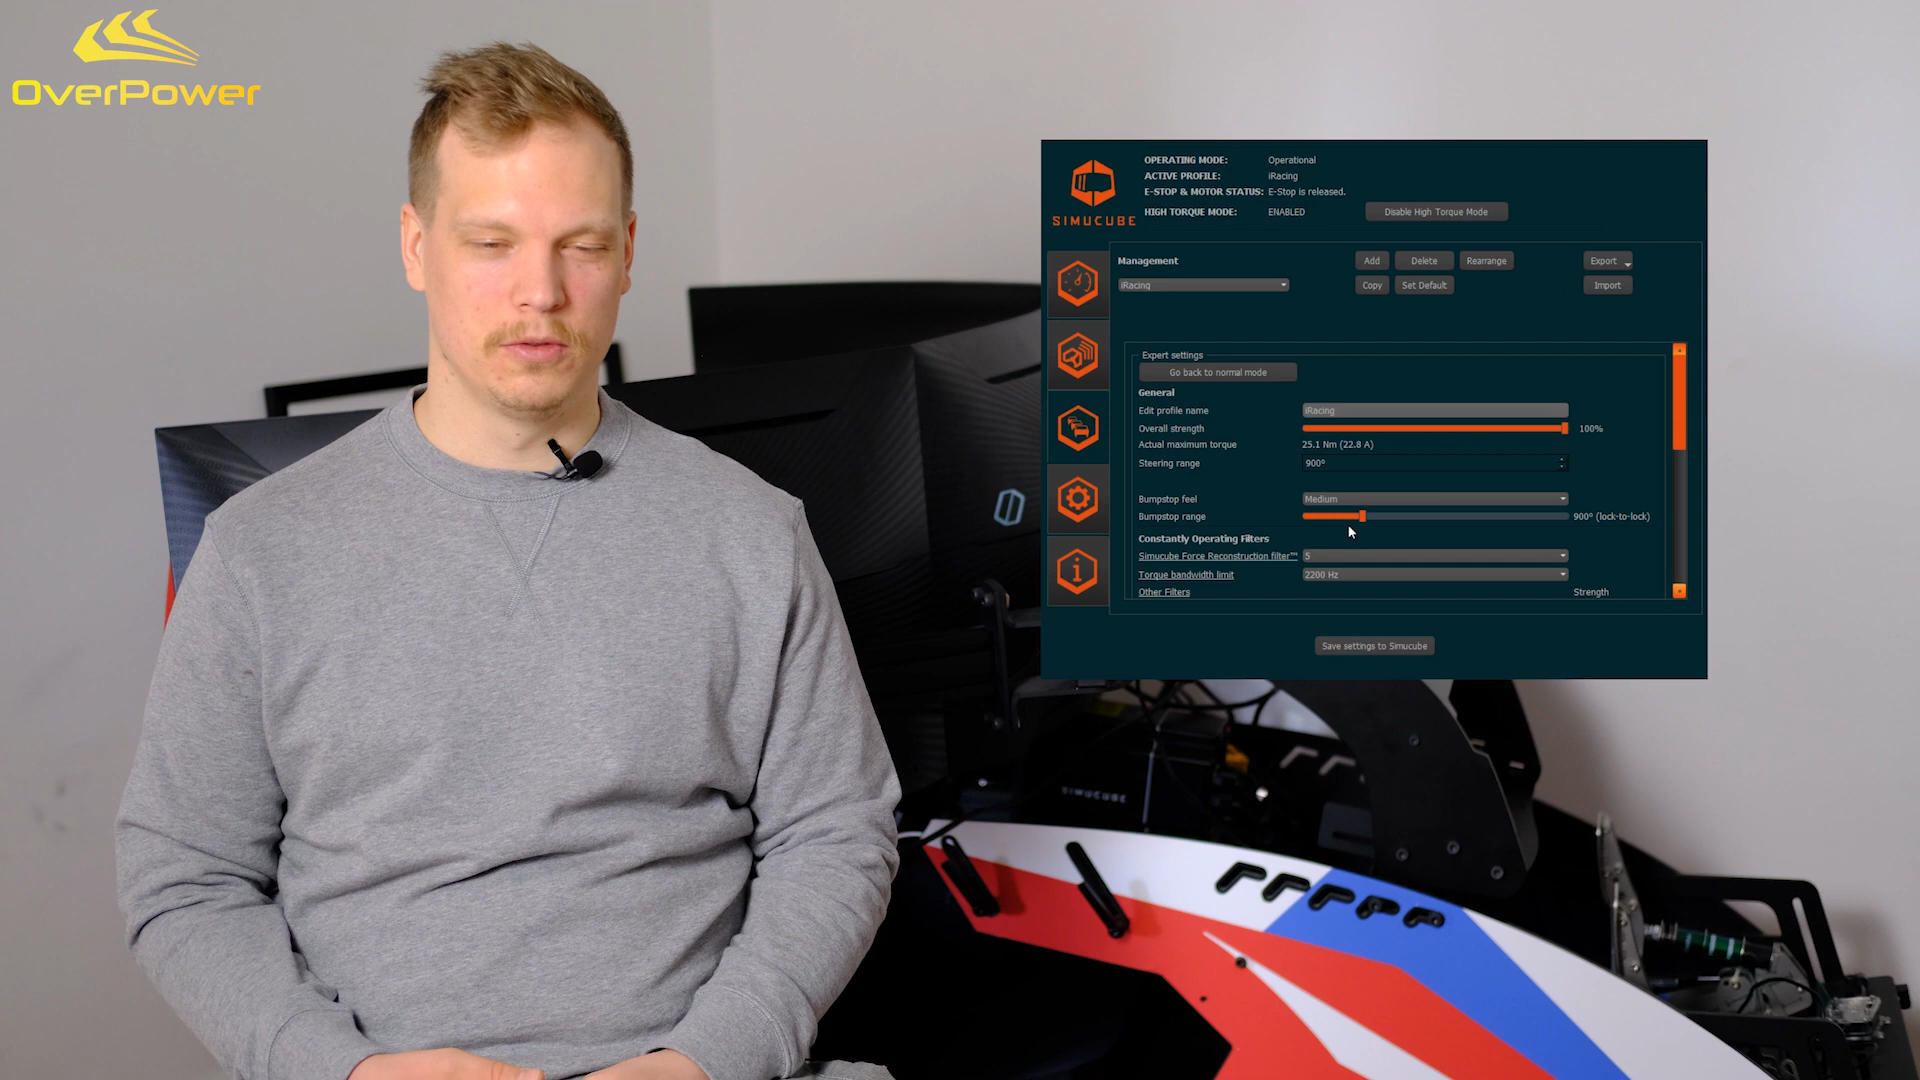 OverPower
SIMUCUBE
OPERATING MODE: Operational
ACTIVE PROFILE: iRacing
E-STOP & MOTOR STATUS: E-Stop is released.
HIGH TORQUE MODE: ENABLED Disable High Torque Mode
Management Add Delete Rearrange Export
iRacing Copy Set Default Import
Expert settings
Go back to normal mode
General
Edit profile name iRacing
Overall strength 100%
Actual maximum torque 25.1 Nm (22.8 A)
Steering range 900°
Bumpstop feel Medium
Bumpstop range 900° (lock-to-lock)
Constantly Operating Filters
Simucube Force Reconstruction filter™ 5
Torque bandwidth limit 2200 Hz
Other Filters Strength
Save settings to Simucube
SIMUCUBE